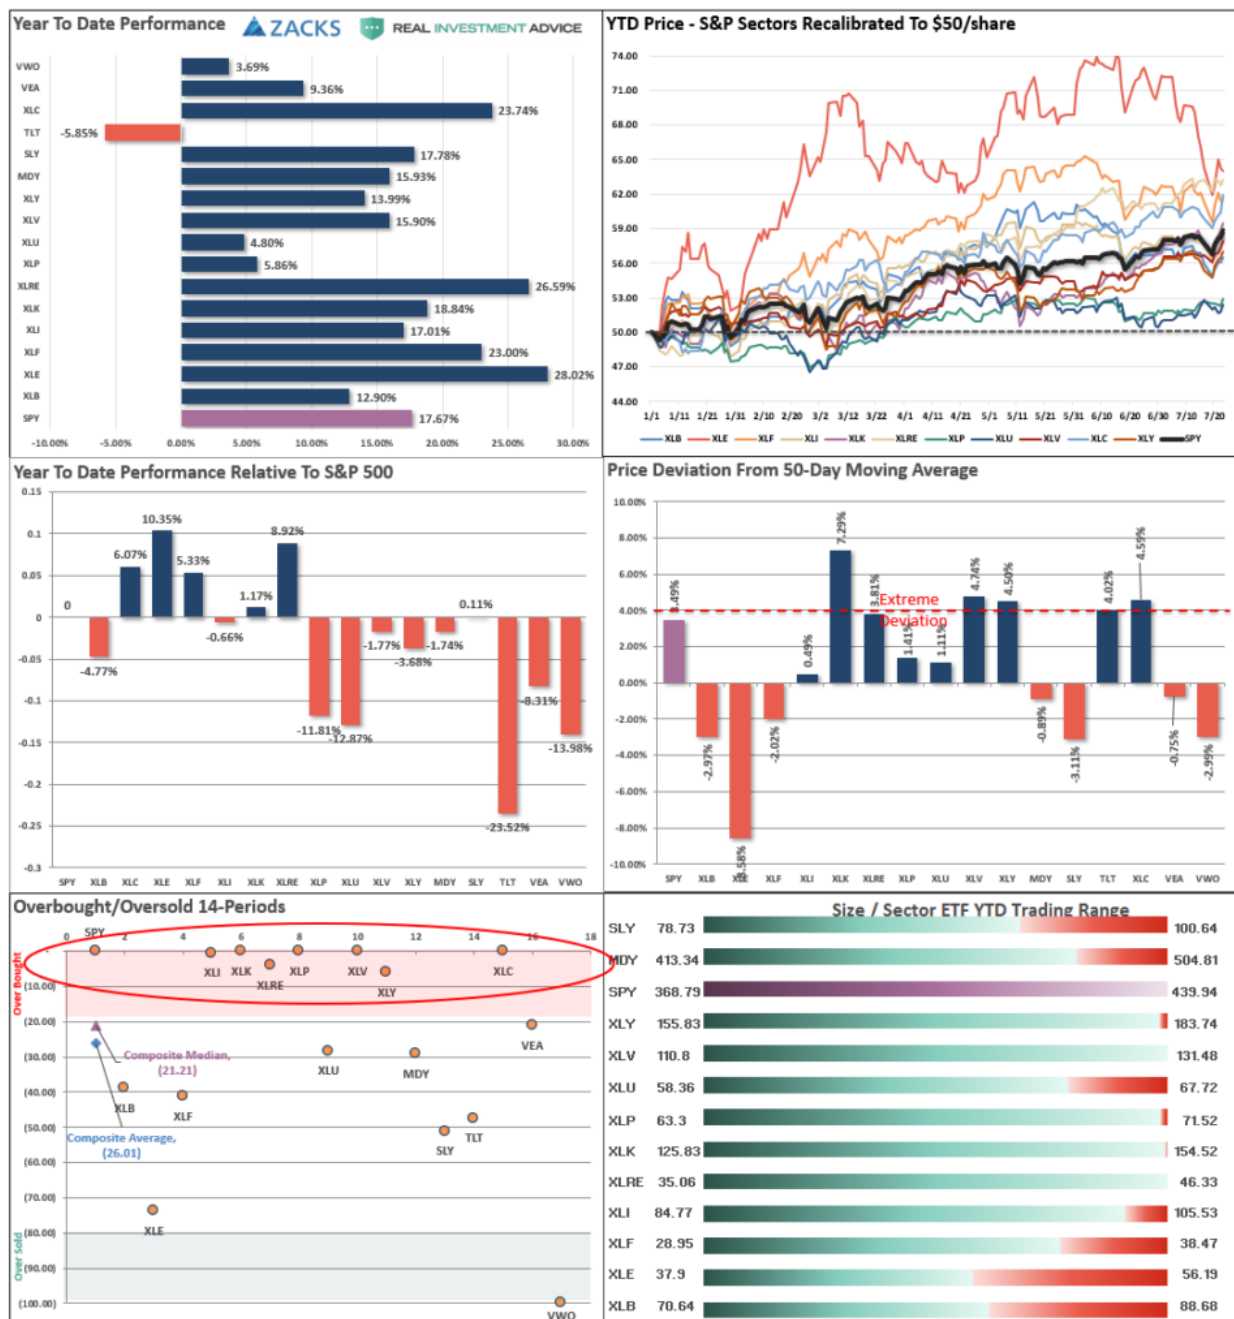 Year To Date Performance
ZACKS
REAL INVESTMENT ADVICE
VWO
3.69%
VEA
9.36%
XLC
23.74%
TLT
-5.85%
SLY
17.78%
MDY
15.93%
XLY
13.99%
XLV
15.90%
XLU
4.80%
XLP
5.86%
XLRE
26.59%
XLK
18.84%
XLI
17.01%
XLF
23.00%
XLE
28.02%
XLB
12.90%
SPY
17.67%
-10.00% -5.00% 0.00% 5.00% 10.00% 15.00% 20.00% 25.00% 30.00%
YTD Price - S&P Sectors Recalibrated To $50/share
74.00
71.00
68.00
65.00
62.00
59.00
56.00
53.00
50.00
47.00
44.00
1/1 1/11 1/21 1/31 2/10 2/20 3/2 3/12 3/22 4/1 4/11 4/21 5/1 5/11 5/21 5/31 6/10 6/20 6/30 7/10 7/20
XLB XLE XLF XLI XLK XLRE XLP XLU XLV XLC XLY SPY
Year To Date Performance Relative To S&P 500
0.15
0.1
0.05
0
-0.05
-0.1
-0.15
-0.2
-0.25
-0.3
0
-4.77%
6.07%
10.35%
5.33%
-0.66%
1.17%
8.92%
-11.81%
-12.87%
-1.77%
-3.68%
-1.74%
0.11%
-23.52%
-8.31%
-13.98%
SPY XLB XLC XLE XLF XLI XLK XLRE XLP XLU XLV XLY MDY SLY TLT VEA VWO
Price Deviation From 50-Day Moving Average
10.00%
8.00%
6.00%
4.00%
2.00%
0.00%
-2.00%
-4.00%
-6.00%
-8.00%
-10.00%
3.49%
-2.97%
-8.58%
-2.02%
0.49%
7.29%
3.81%
1.41%
1.11%
4.74%
4.50%
-0.89%
-3.11%
4.02%
4.59%
-0.75%
-2.99%
Extreme
Deviation
SPY XLB XLE XLF XLI XLK XLRE XLP XLU XLV XLY MDY SLY TLT XLC VEA VWO
Overbought/Oversold 14-Periods
0 2 4 6 8 10 12 14 16 18
-
(10.00)
(20.00)
(30.00)
(40.00)
(50.00)
(60.00)
(70.00)
(80.00)
(90.00)
(100.00)
Over Bought
Over Sold
SPY
XLI
XLK
XLRE
XLP
XLV
XLY
XLC
VEA
Composite Median,
(21.21)
XLU
MDY
XLB
XLF
Composite Average,
(26.01)
SLY
TLT
XLE
VWO
Size / Sector ETF YTD Trading Range
SLY 78.73 100.64
MDY 413.34 504.81
SPY 368.79 439.94
XLY 155.83 183.74
XLV 110.8 131.48
XLU 58.36 67.72
XLP 63.3 71.52
XLK 125.83 154.52
XLRE 35.06 46.33
XLI 84.77 105.53
XLF 28.95 38.47
XLE 37.9 56.19
XLB 70.64 88.68